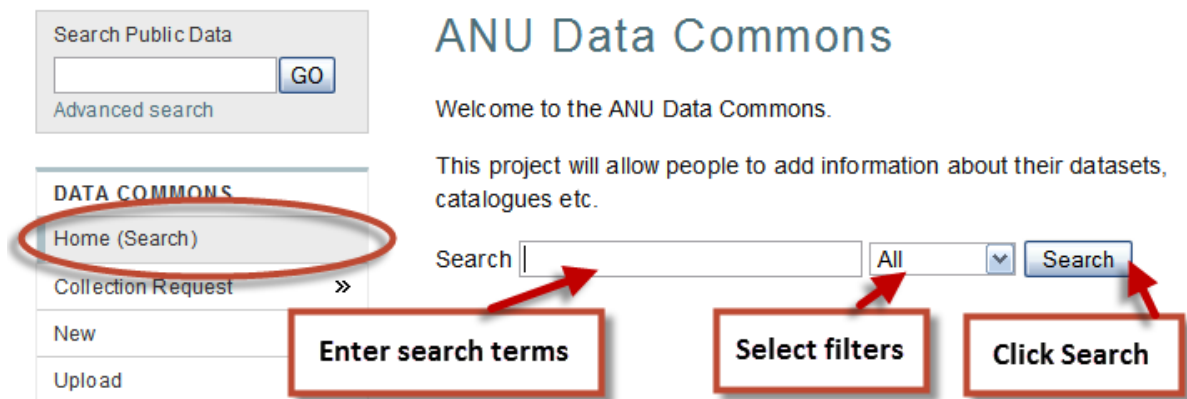 Search Public Data
GO
Advanced search
DATA COMMONS
Home (Search)
Collection Request »
New
Upload
ANU Data Commons
Welcome to the ANU Data Commons.
This project will allow people to add information about their datasets,
catalogues etc.
Search All Search
Enter search terms
Select filters
Click Search